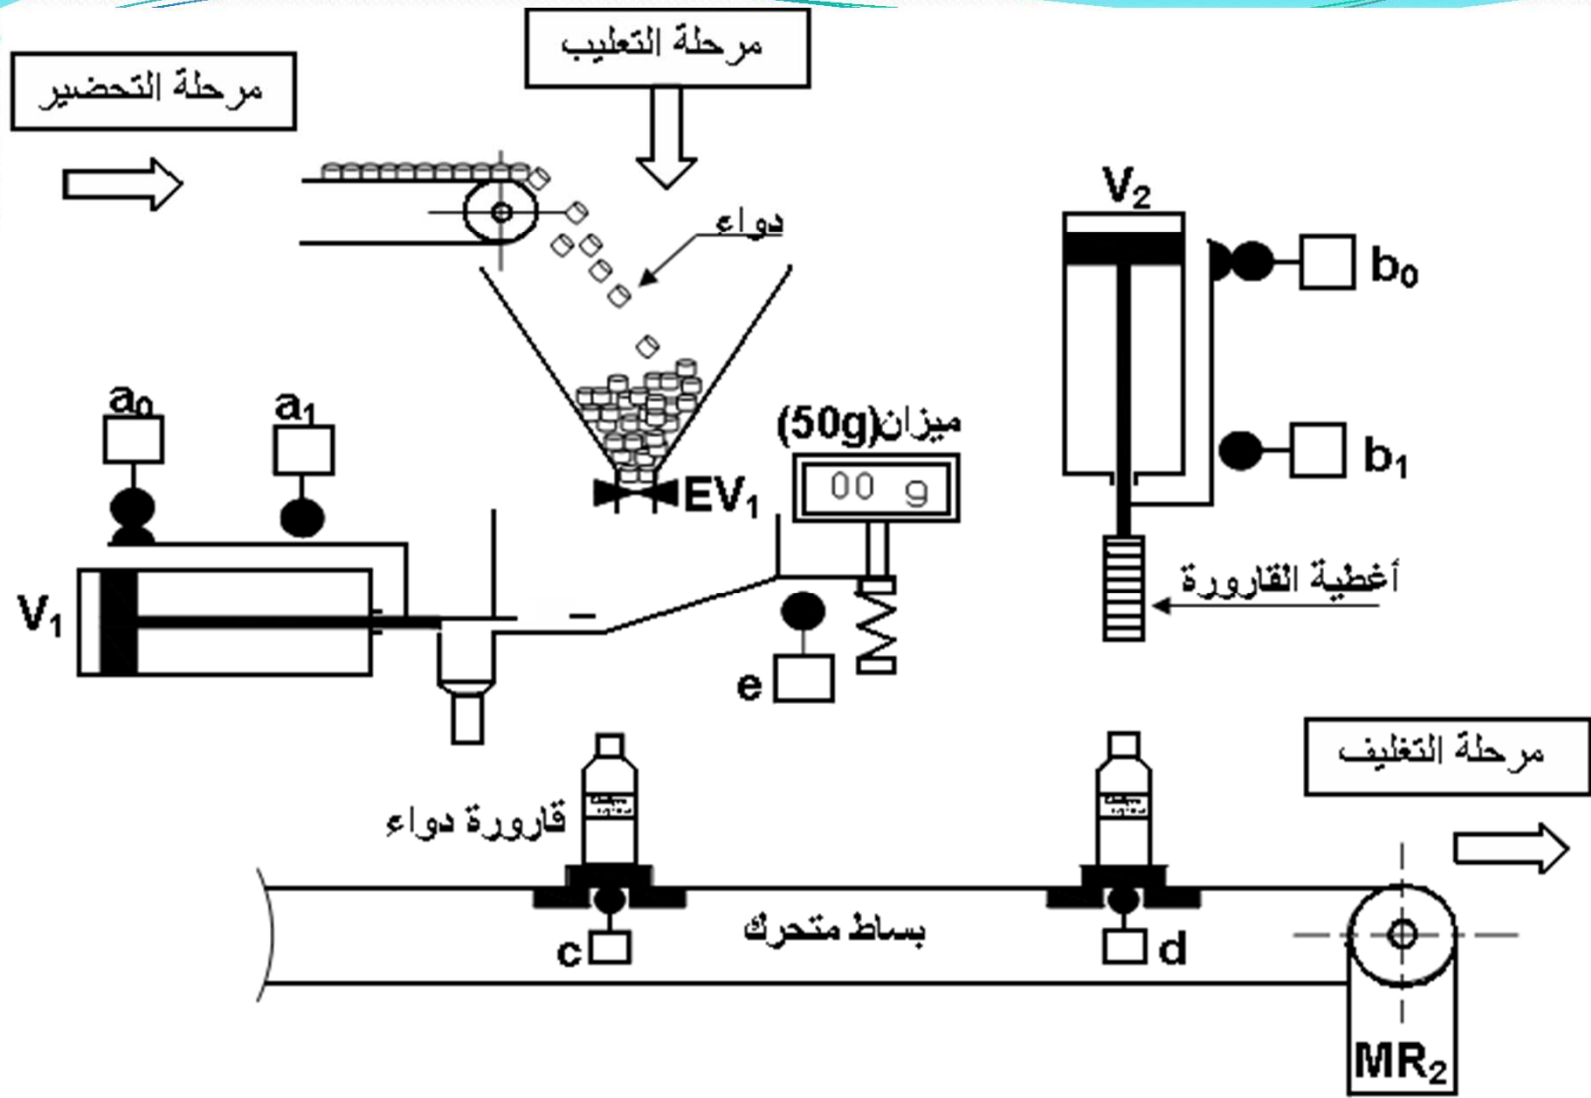 مرحلة التعليب
مرحلة التحضير
دواء
V2
b0
a0
a1
ميزان(50g)
00 g
EV1
b1
أغطية القارورة
V1
e
مرحلة التغليف
قارورة دواء
بساط متحرك
c
d
MR2